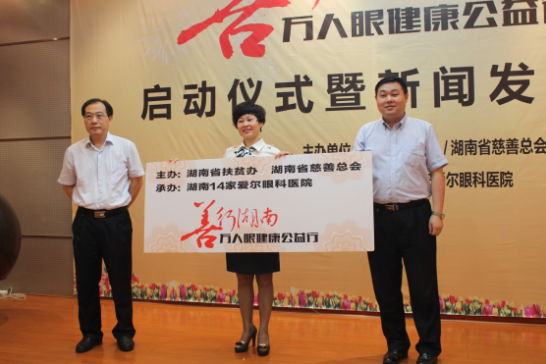 善
万人眼健康公益
启动仪式暨新闻发
主办单位
/湖南省慈善总会
尔眼科医院
主办：湖南省扶贫办 / 湖南省慈善总会
承办：湖南14家爱尔眼科医院
善行湖南
万人眼健康公益行